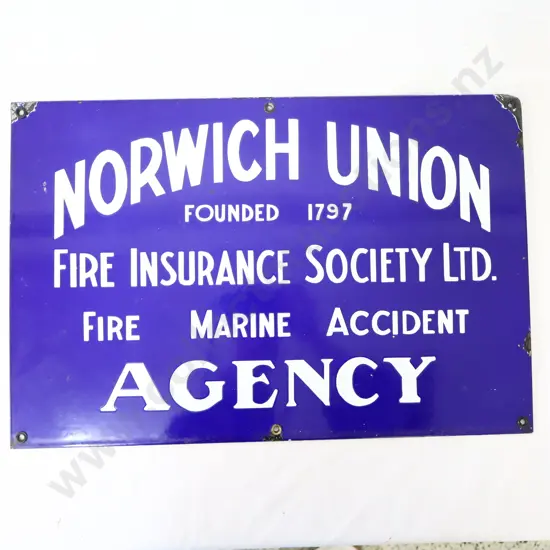 NORWICH UNION
FOUNDED 1797
FIRE INSURANCE SOCIETY LTD.
FIRE MARINE ACCIDENT
AGENCY